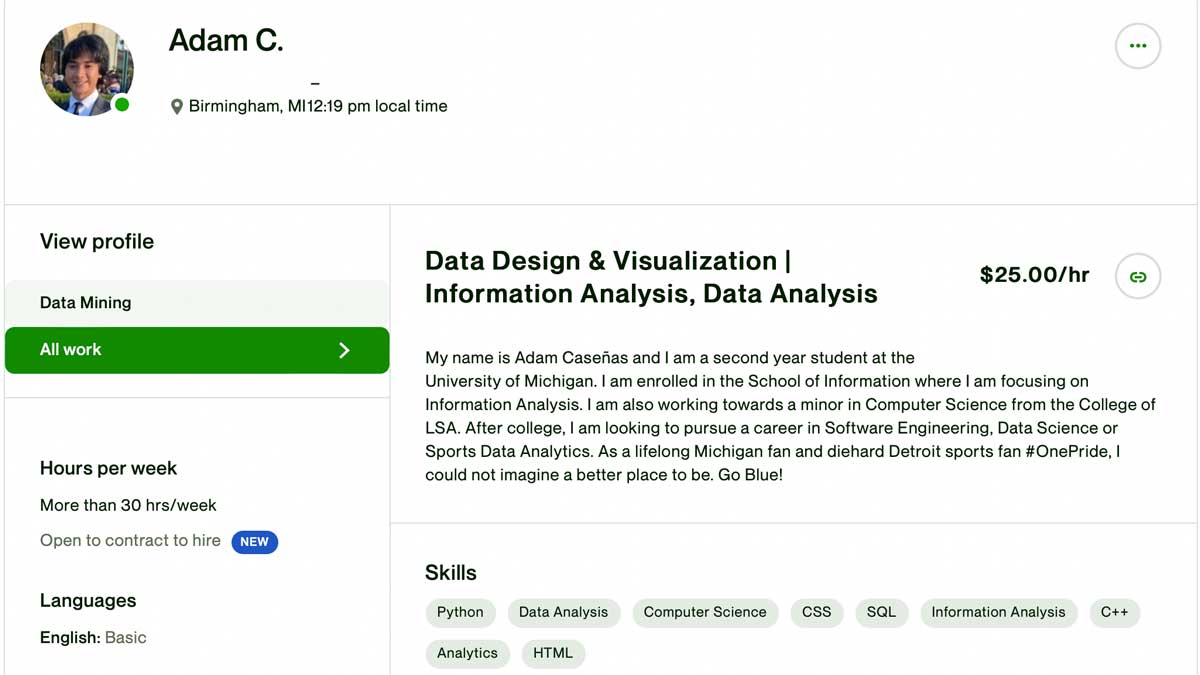 Adam C.
–
Birmingham, MI12:19 pm local time
View profile
Data Mining
All work
Hours per week
More than 30 hrs/week
Open to contract to hire NEW
Languages
English: Basic
Data Design & Visualization |
Information Analysis, Data Analysis
$25.00/hr
My name is Adam Caseñas and I am a second year student at the
University of Michigan. I am enrolled in the School of Information where I am focusing on
Information Analysis. I am also working towards a minor in Computer Science from the College of
LSA. After college, I am looking to pursue a career in Software Engineering, Data Science or
Sports Data Analytics. As a lifelong Michigan fan and diehard Detroit sports fan #OnePride, I
could not imagine a better place to be. Go Blue!
Skills
Python Data Analysis Computer Science CSS SQL Information Analysis C++
Analytics HTML